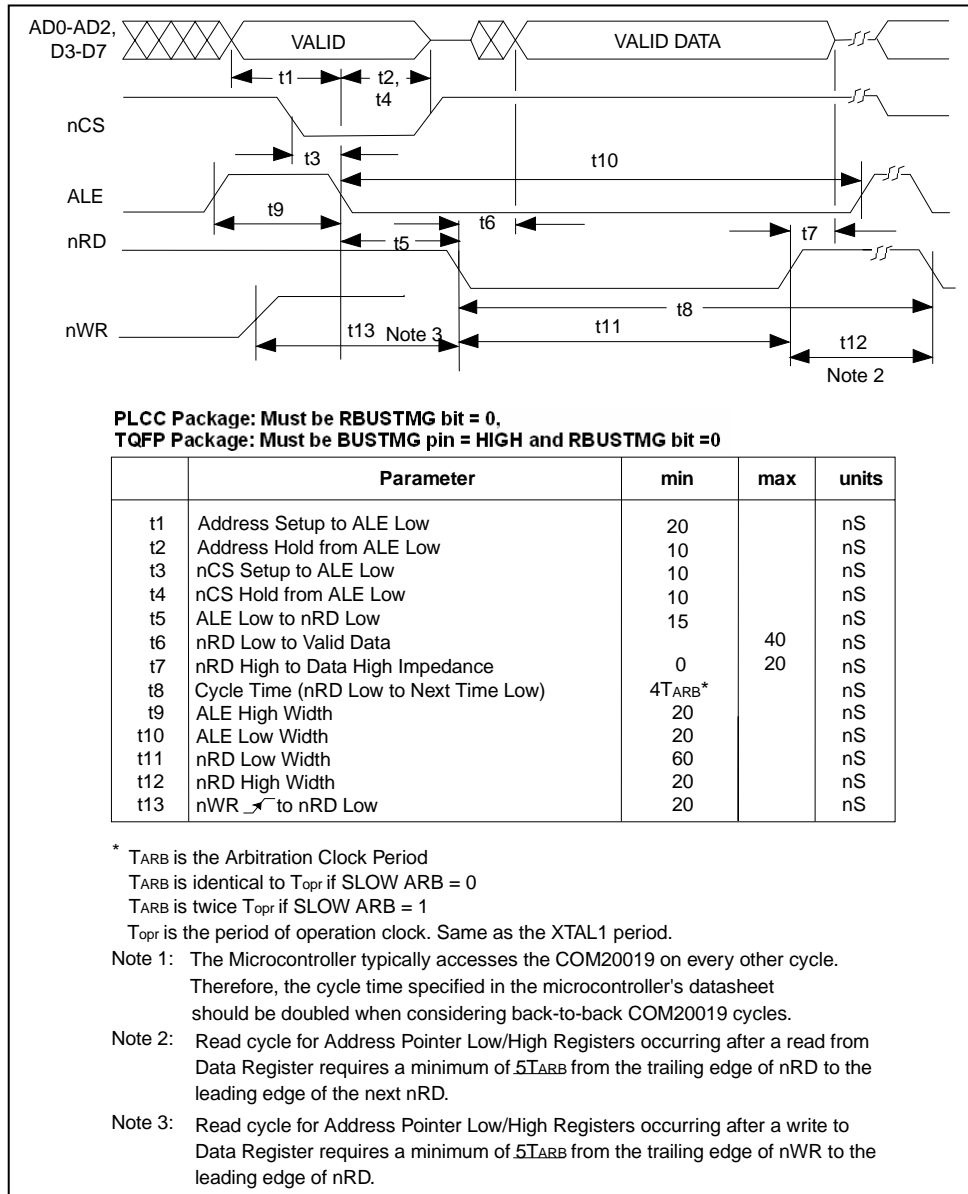 AD0-AD2,
D3-D7
VALID
VALID DATA
t1
t2,
t4
nCS
t3
t10
ALE
t9
t6
nRD
t5
t7
t8
nWR
t13
Note 3
t11
t12
Note 2
PLCC Package: Must be RBUSTMG bit = 0,
TQFP Package: Must be BUSTMG pin = HIGH and RBUSTMG bit =0
Parameter min max units
t1 Address Setup to ALE Low 20 nS
t2 Address Hold from ALE Low 10 nS
t3 nCS Setup to ALE Low 10 nS
t4 nCS Hold from ALE Low 10 nS
t5 ALE Low to nRD Low 15 nS
t6 nRD Low to Valid Data 40 nS
t7 nRD High to Data High Impedance 0 20 nS
t8 Cycle Time (nRD Low to Next Time Low) 4TARB* nS
t9 ALE High Width 20 nS
t10 ALE Low Width 20 nS
t11 nRD Low Width 60 nS
t12 nRD High Width 20 nS
t13 nWR to nRD Low 20 nS
* TARB is the Arbitration Clock Period
TARB is identical to Topr if SLOW ARB = 0
TARB is twice Topr if SLOW ARB = 1
Topr is the period of operation clock. Same as the XTAL1 period.
Note 1: The Microcontroller typically accesses the COM20019 on every other cycle.
Therefore, the cycle time specified in the microcontroller's datasheet
should be doubled when considering back-to-back COM20019 cycles.
Note 2: Read cycle for Address Pointer Low/High Registers occurring after a read from
Data Register requires a minimum of 5TARB from the trailing edge of nRD to the
leading edge of the next nRD.
Note 3: Read cycle for Address Pointer Low/High Registers occurring after a write to
Data Register requires a minimum of 5TARB from the trailing edge of nWR to the
leading edge of nRD.